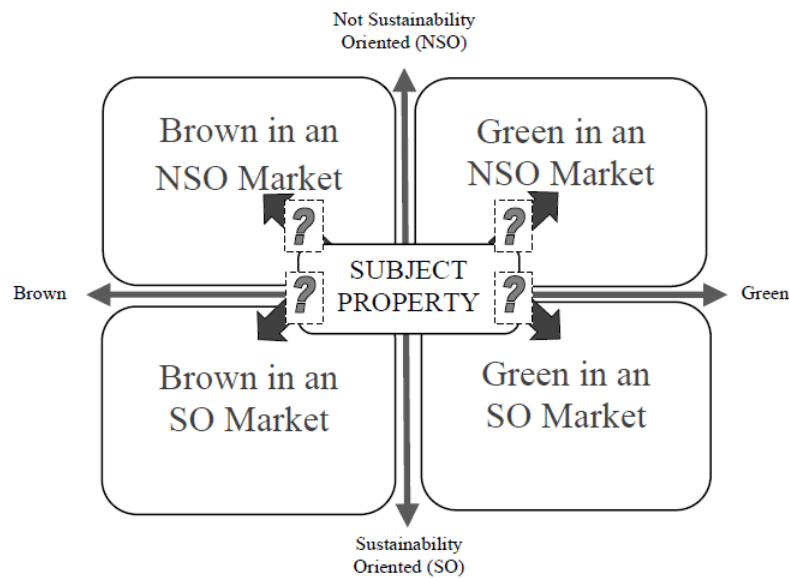 Not Sustainability
Oriented (NSO)
Brown in an
NSO Market
Green in an
NSO Market
?
?
SUBJECT
PROPERTY
?
?
Brown
Green
Brown in an
SO Market
Green in an
SO Market
Sustainability
Oriented (SO)